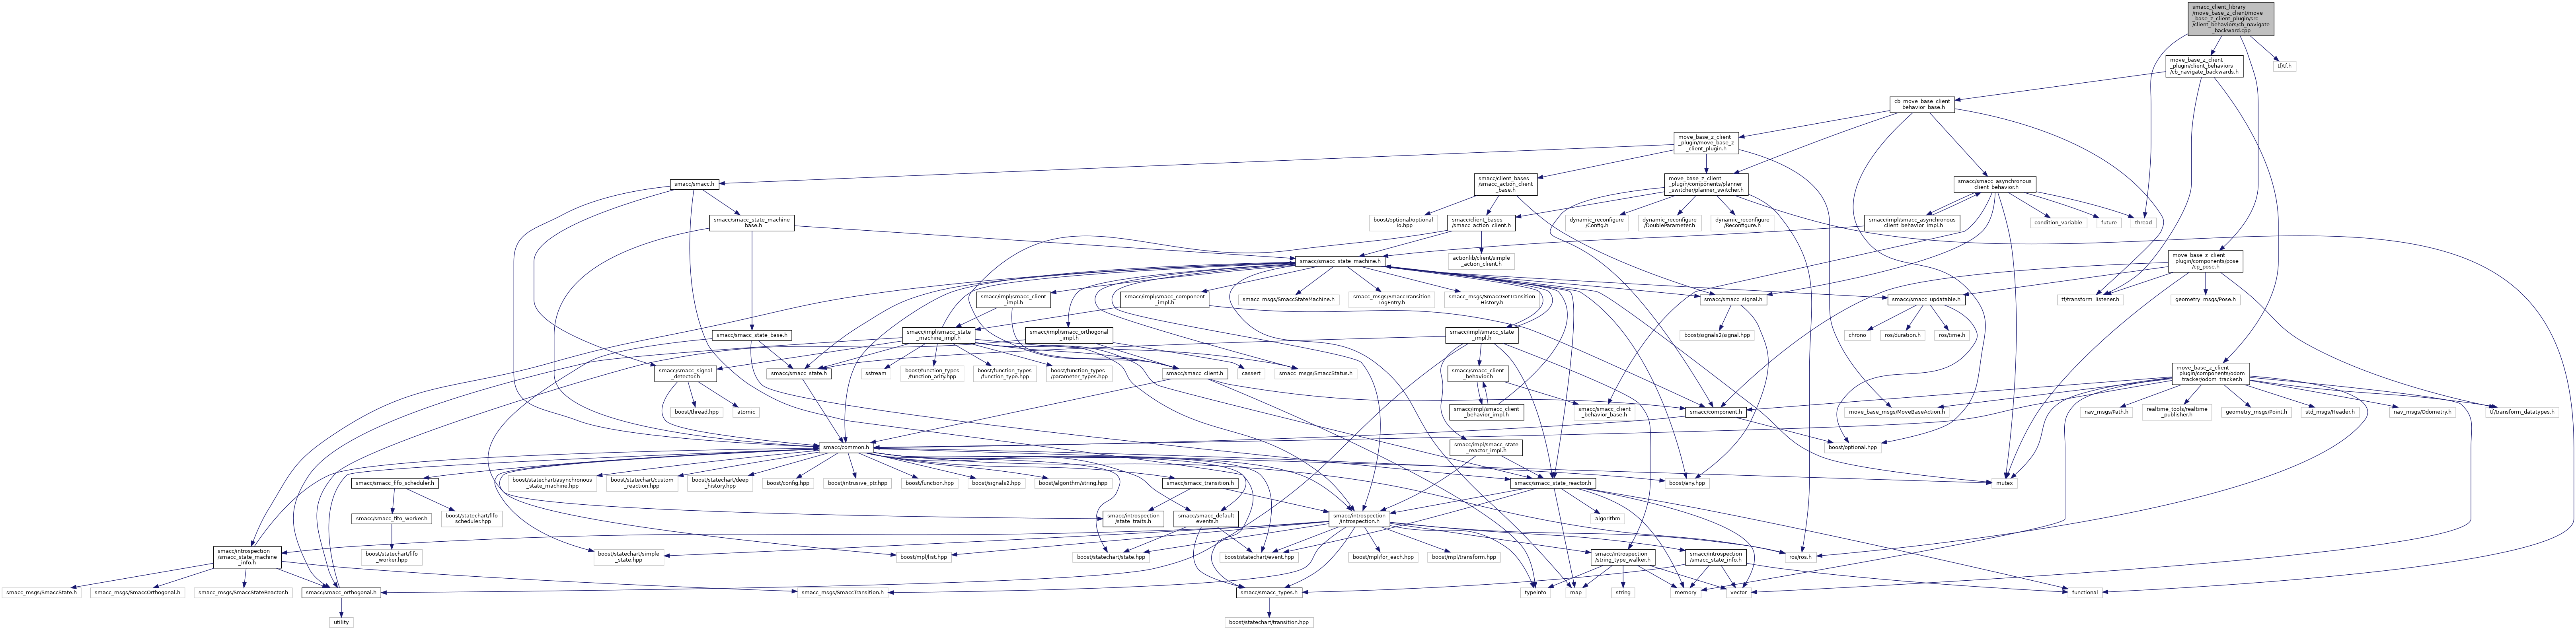 smacc_client_library
/move_base_z_client/move
_base_z_client_plugin/src
/client_behaviors/cb_navigate
_backward.cpp
move_base_z_client
_plugin/client_behaviors
/cb_navigate_backwards.h
tf/tf.h
cb_move_base_client
_behavior_base.h
move_base_z_client
_plugin/move_base_z
_client_plugin.h
smacc/smacc.h
smacc/client_bases
/smacc_action_client
_base.h
move_base_z_client
_plugin/components/planner
_switcher/planner_switcher.h
smacc/smacc_asynchronous
_client_behavior.h
smacc/smacc_state_machine
_base.h
boost/optional/optional
_io.hpp
smacc/client_bases
/smacc_action_client.h
dynamic_reconfigure
/Config.h
dynamic_reconfigure
/DoubleParameter.h
dynamic_reconfigure
/Reconfigure.h
smacc/impl/smacc_asynchronous
_client_behavior_impl.h
condition_variable
future
thread
smacc/smacc_state_machine.h
actionlib/client/simple
_action_client.h
move_base_z_client
_plugin/components/pose
/cp_pose.h
smacc/impl/smacc_client
_impl.h
smacc/impl/smacc_component
_impl.h
smacc_msgs/SmaccStateMachine.h
smacc_msgs/SmaccTransition
LogEntry.h
smacc_msgs/SmaccGetTransition
History.h
smacc/smacc_signal.h
smacc/smacc_updatable.h
tf/transform_listener.h
geometry_msgs/Pose.h
smacc/smacc_state_base.h
smacc/impl/smacc_state
_machine_impl.h
smacc/impl/smacc_orthogonal
_impl.h
smacc/impl/smacc_state
_impl.h
boost/signals2/signal.hpp
chrono
ros/duration.h
ros/time.h
smacc/smacc_signal
_detector.h
smacc/smacc_state.h
sstream
boost/function_types
/function_arity.hpp
boost/function_types
/function_type.hpp
boost/function_types
/parameter_types.hpp
smacc/smacc_client.h
cassert
smacc_msgs/SmaccStatus.h
smacc/smacc_client
_behavior.h
move_base_z_client
_plugin/components/odom
_tracker/odom_tracker.h
boost/thread.hpp
atomic
smacc/impl/smacc_client
_behavior_impl.h
smacc/smacc_client
_behavior_base.h
smacc/component.h
move_base_msgs/MoveBaseAction.h
nav_msgs/Path.h
realtime_tools/realtime
_publisher.h
geometry_msgs/Point.h
std_msgs/Header.h
nav_msgs/Odometry.h
tf/transform_datatypes.h
smacc/common.h
smacc/impl/smacc_state
_reactor_impl.h
boost/optional.hpp
smacc/smacc_fifo_scheduler.h
boost/statechart/asynchronous
_state_machine.hpp
boost/statechart/custom
_reaction.hpp
boost/statechart/deep
_history.hpp
boost/config.hpp
boost/intrusive_ptr.hpp
boost/function.hpp
boost/signals2.hpp
boost/algorithm/string.hpp
smacc/smacc_transition.h
smacc/smacc_state_reactor.h
boost/any.hpp
mutex
smacc/smacc_fifo_worker.h
boost/statechart/fifo
_scheduler.hpp
smacc/introspection
/state_traits.h
smacc/smacc_default
_events.h
smacc/introspection
/introspection.h
algorithm
smacc/introspection
/smacc_state_machine
_info.h
boost/statechart/fifo
_worker.hpp
boost/statechart/simple
_state.hpp
boost/mpl/list.hpp
boost/statechart/state.hpp
boost/statechart/event.hpp
boost/mpl/for_each.hpp
boost/mpl/transform.hpp
smacc/introspection
/string_type_walker.h
smacc/introspection
/smacc_state_info.h
ros/ros.h
smacc_msgs/SmaccState.h
smacc_msgs/SmaccOrthogonal.h
smacc_msgs/SmaccStateReactor.h
smacc/smacc_orthogonal.h
smacc_msgs/SmaccTransition.h
smacc/smacc_types.h
typeinfo
map
string
memory
vector
functional
utility
boost/statechart/transition.hpp